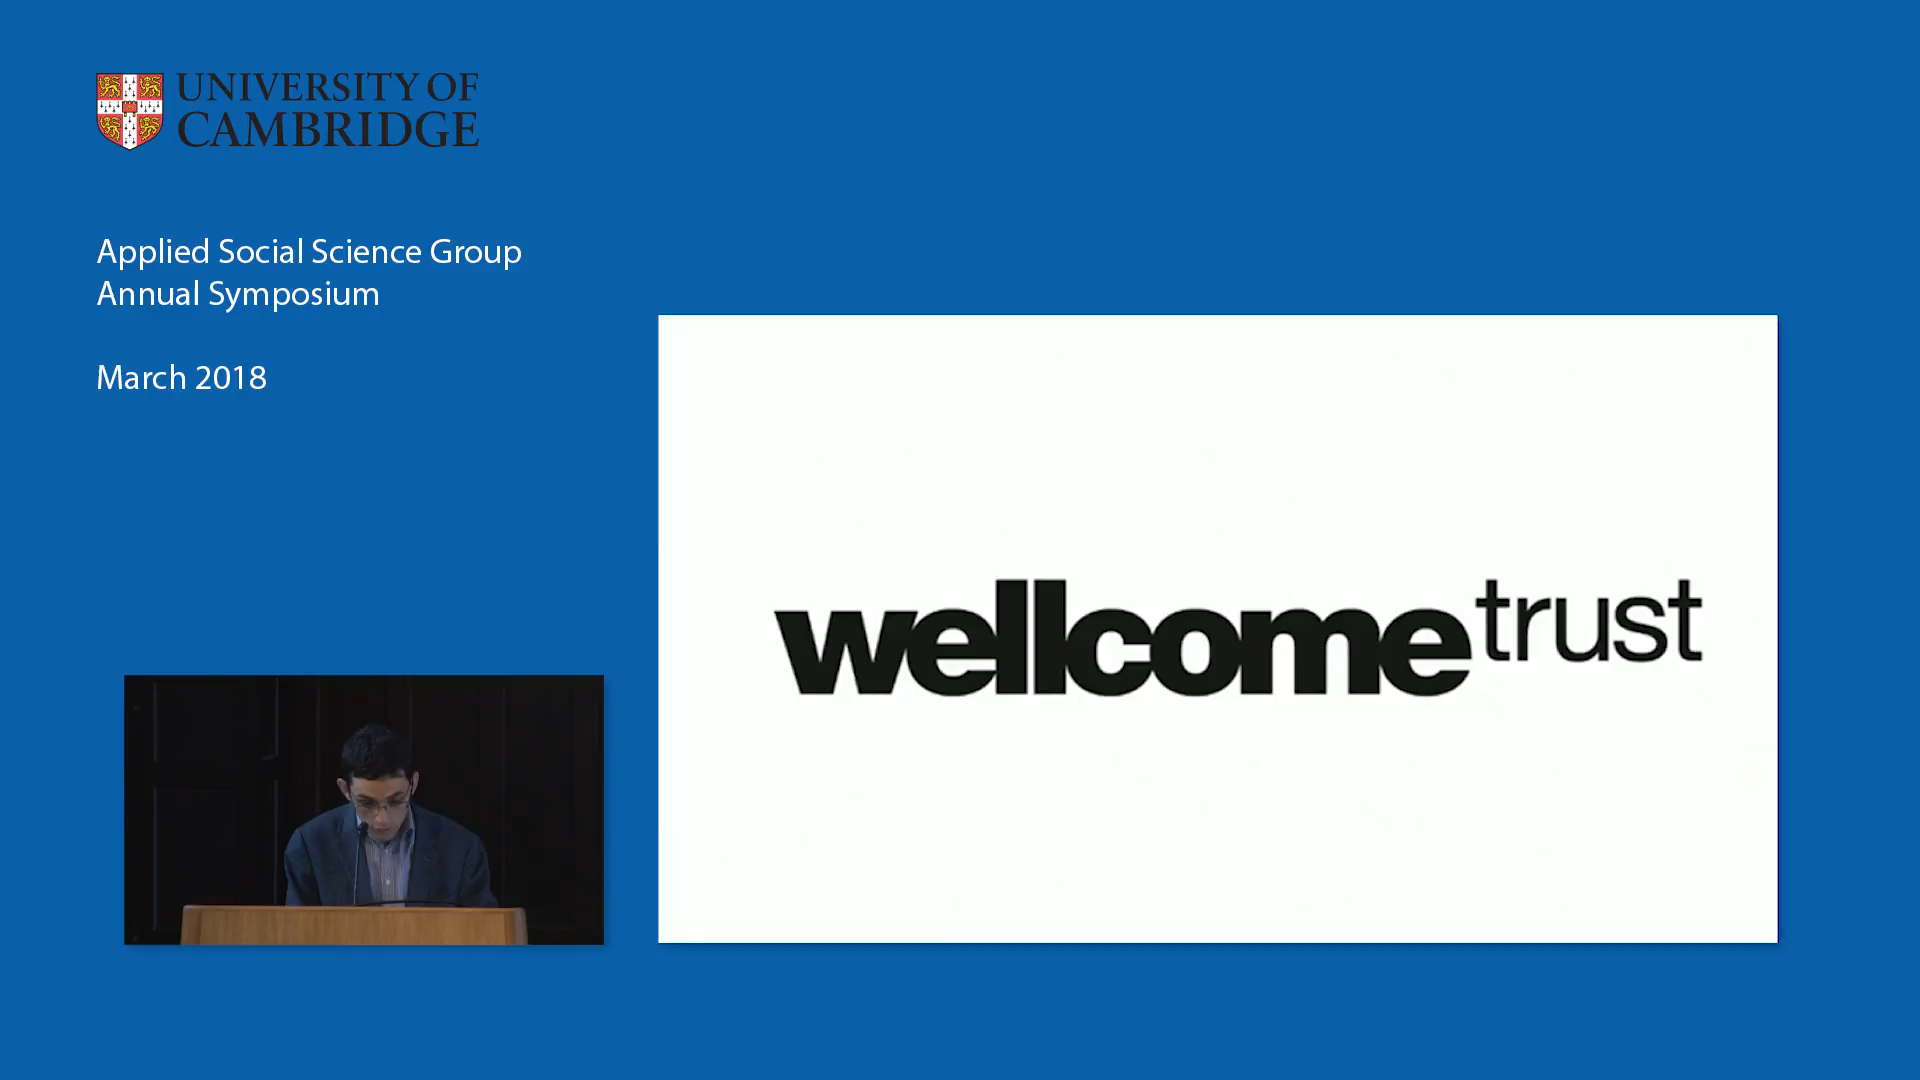 UNIVERSITY OF
CAMBRIDGE
Applied Social Science Group
Annual Symposium
March 2018
wellcome trust